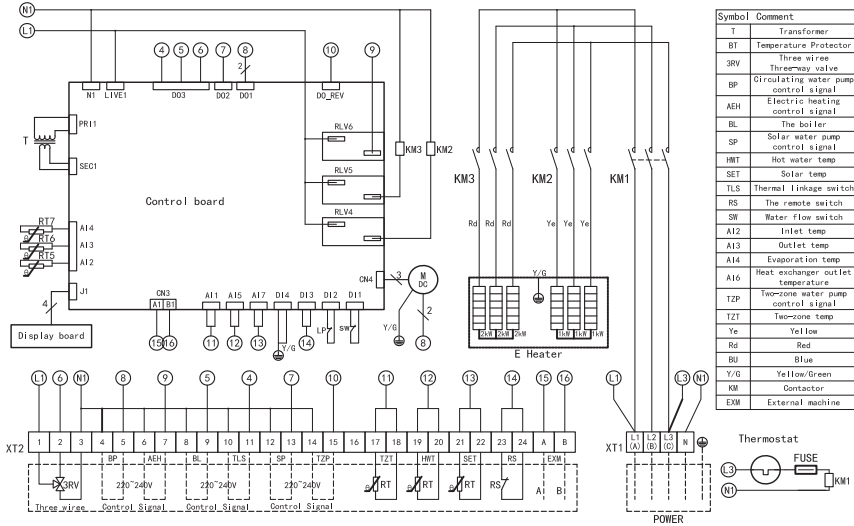 N1
L1
4 5 6 7 8 10 9
2
N1 LIVE1 DO3 DO2 DO1 DO_REV
PRI1
T
SEC1
Control board
RLV6
RLV5
RLV4
KM3 KM2
RT7
RT6
RT5
θ
θ
θ
AI4
AI3
AI2
J1
4
Display board
CN3
A1 B1
15 16
AI1 AI5 AI7 DI4 DI3 DI2 DI1
11 12 13 14
Y/G
LP
SW
CN4
3
M
DC
Y/G
2
8
KM3 KM2 KM1
Rd Rd Rd Ye Ye Ye
Y/G
2kW 2kW 2kW 1kW 1kW 1kW
E Heater
Symbol Comment
T Transformer
BT Temperature Protector
3RV Three wiree
Three-way valve
BP Circulating water pump
control signal
AEH Electric heating
control signal
BL The boiler
SP Solar water pump
control signal
HWT Hot water temp
SET Solar temp
TLS Thermal linkage switch
RS The remote switch
SW Water flow switch
AI2 Inlet temp
AI3 Outlet temp
AI4 Evaporation temp
AI6 Heat exchanger outlet
temperature
TZP Two-zone water pump
control signal
TZT Two-zone temp
Ye Yellow
Rd Red
BU Blue
Y/G Yellow/Green
KM Contactor
EXM External machine
L1 6 N1 8 9 5 4 7 10 11 12 13 14 15 16
XT2 1 2 3 4 5 6 7 8 9 10 11 12 13 14 15 16 17 18 19 20 21 22 23 24 A B
BP AEH BL TLS SP TZP TZT HWT SET RS EXM
3RV 220~240V 220~240V 220~240V RT RT RT RS A B
θ θ θ
Three wiree Control Signal Control Signal Control Signal
L1 L3 N1
XT1 L1 L2 L3 N
(A) (B) (C)
POWER
Thermostat
FUSE
L3
N1
KM1